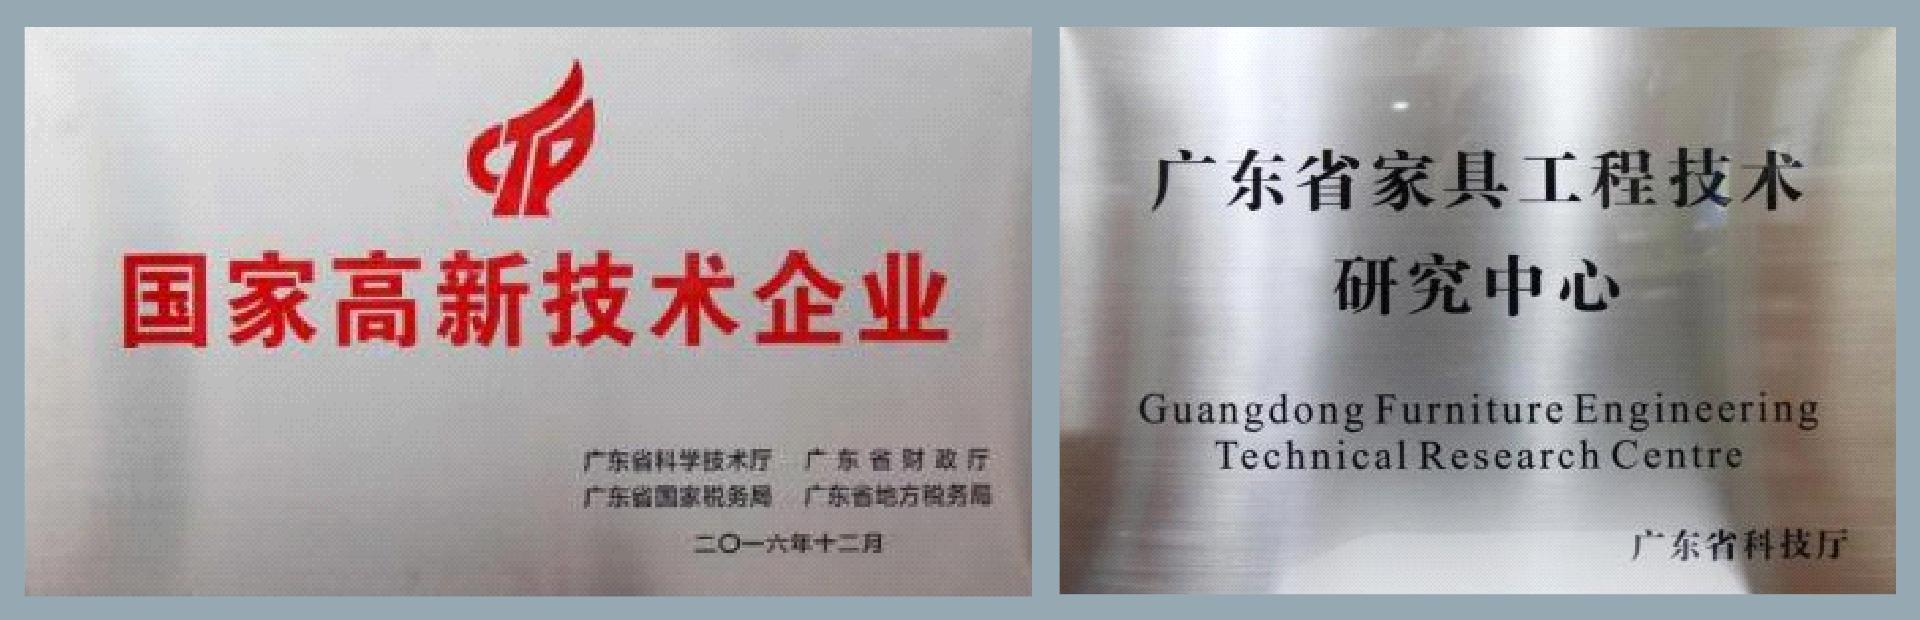 国家高新技术企业
广东省科学技术厅 广东省财政厅
广东省国家税务局 广东省地方税务局
二〇一六年十二月
广东省家具工程技术
研究中心
Guangdong Furniture Engineering
Technical Research Centre
广东省科技厅